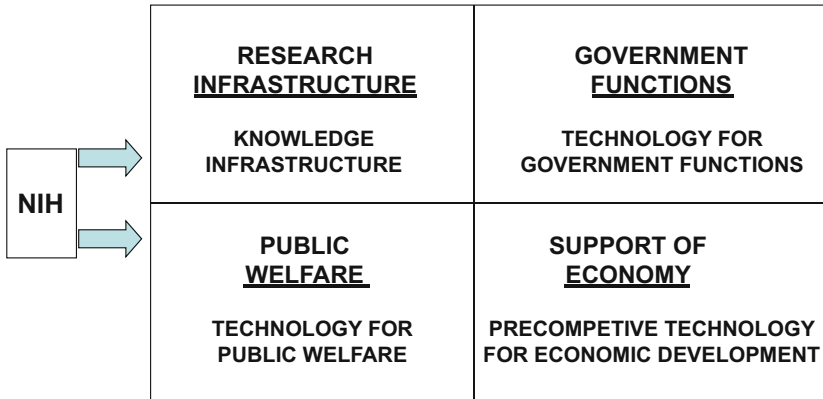 RESEARCH
INFRASTRUCTURE
KNOWLEDGE
INFRASTRUCTURE
GOVERNMENT
FUNCTIONS
TECHNOLOGY FOR
GOVERNMENT FUNCTIONS
NIH
PUBLIC
WELFARE
TECHNOLOGY FOR
PUBLIC WELFARE
SUPPORT OF
ECONOMY
PRECOMPETIVE TECHNOLOGY
FOR ECONOMIC DEVELOPMENT